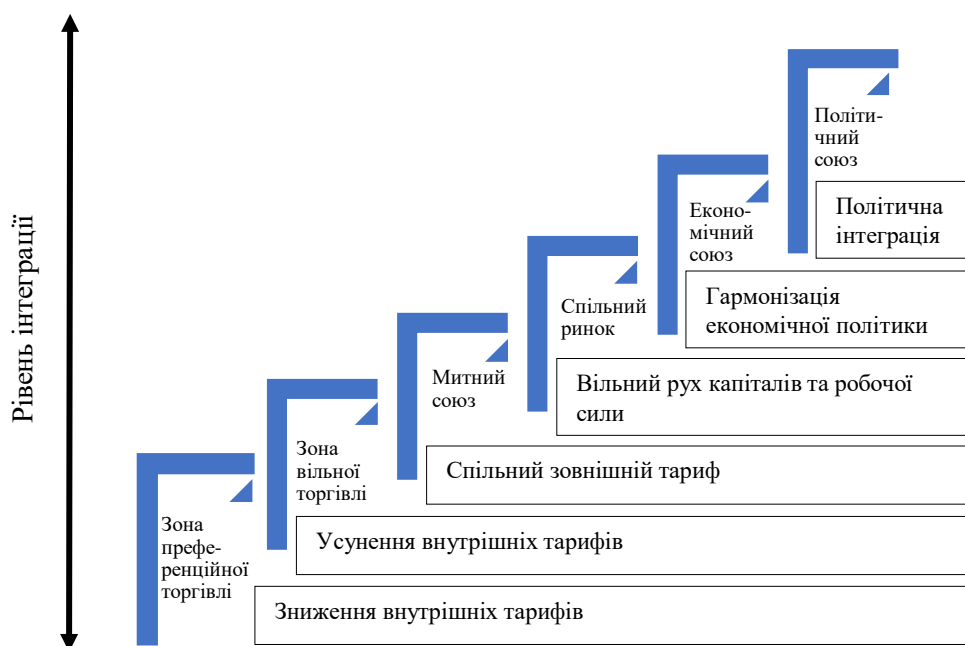 Рівень інтеграції
Політи-
чний
союз
Політична
інтеграція
Еконо-
мічний
союз
Гармонізація
економічної політики
Спільний
ринок
Вільний рух капіталів та робочої
сили
Митний
союз
Спільний зовнішній тариф
Зона
вільної
торгівлі
Усунення внутрішніх тарифів
Зона
префе-
ренційної
торгівлі
Зниження внутрішніх тарифів